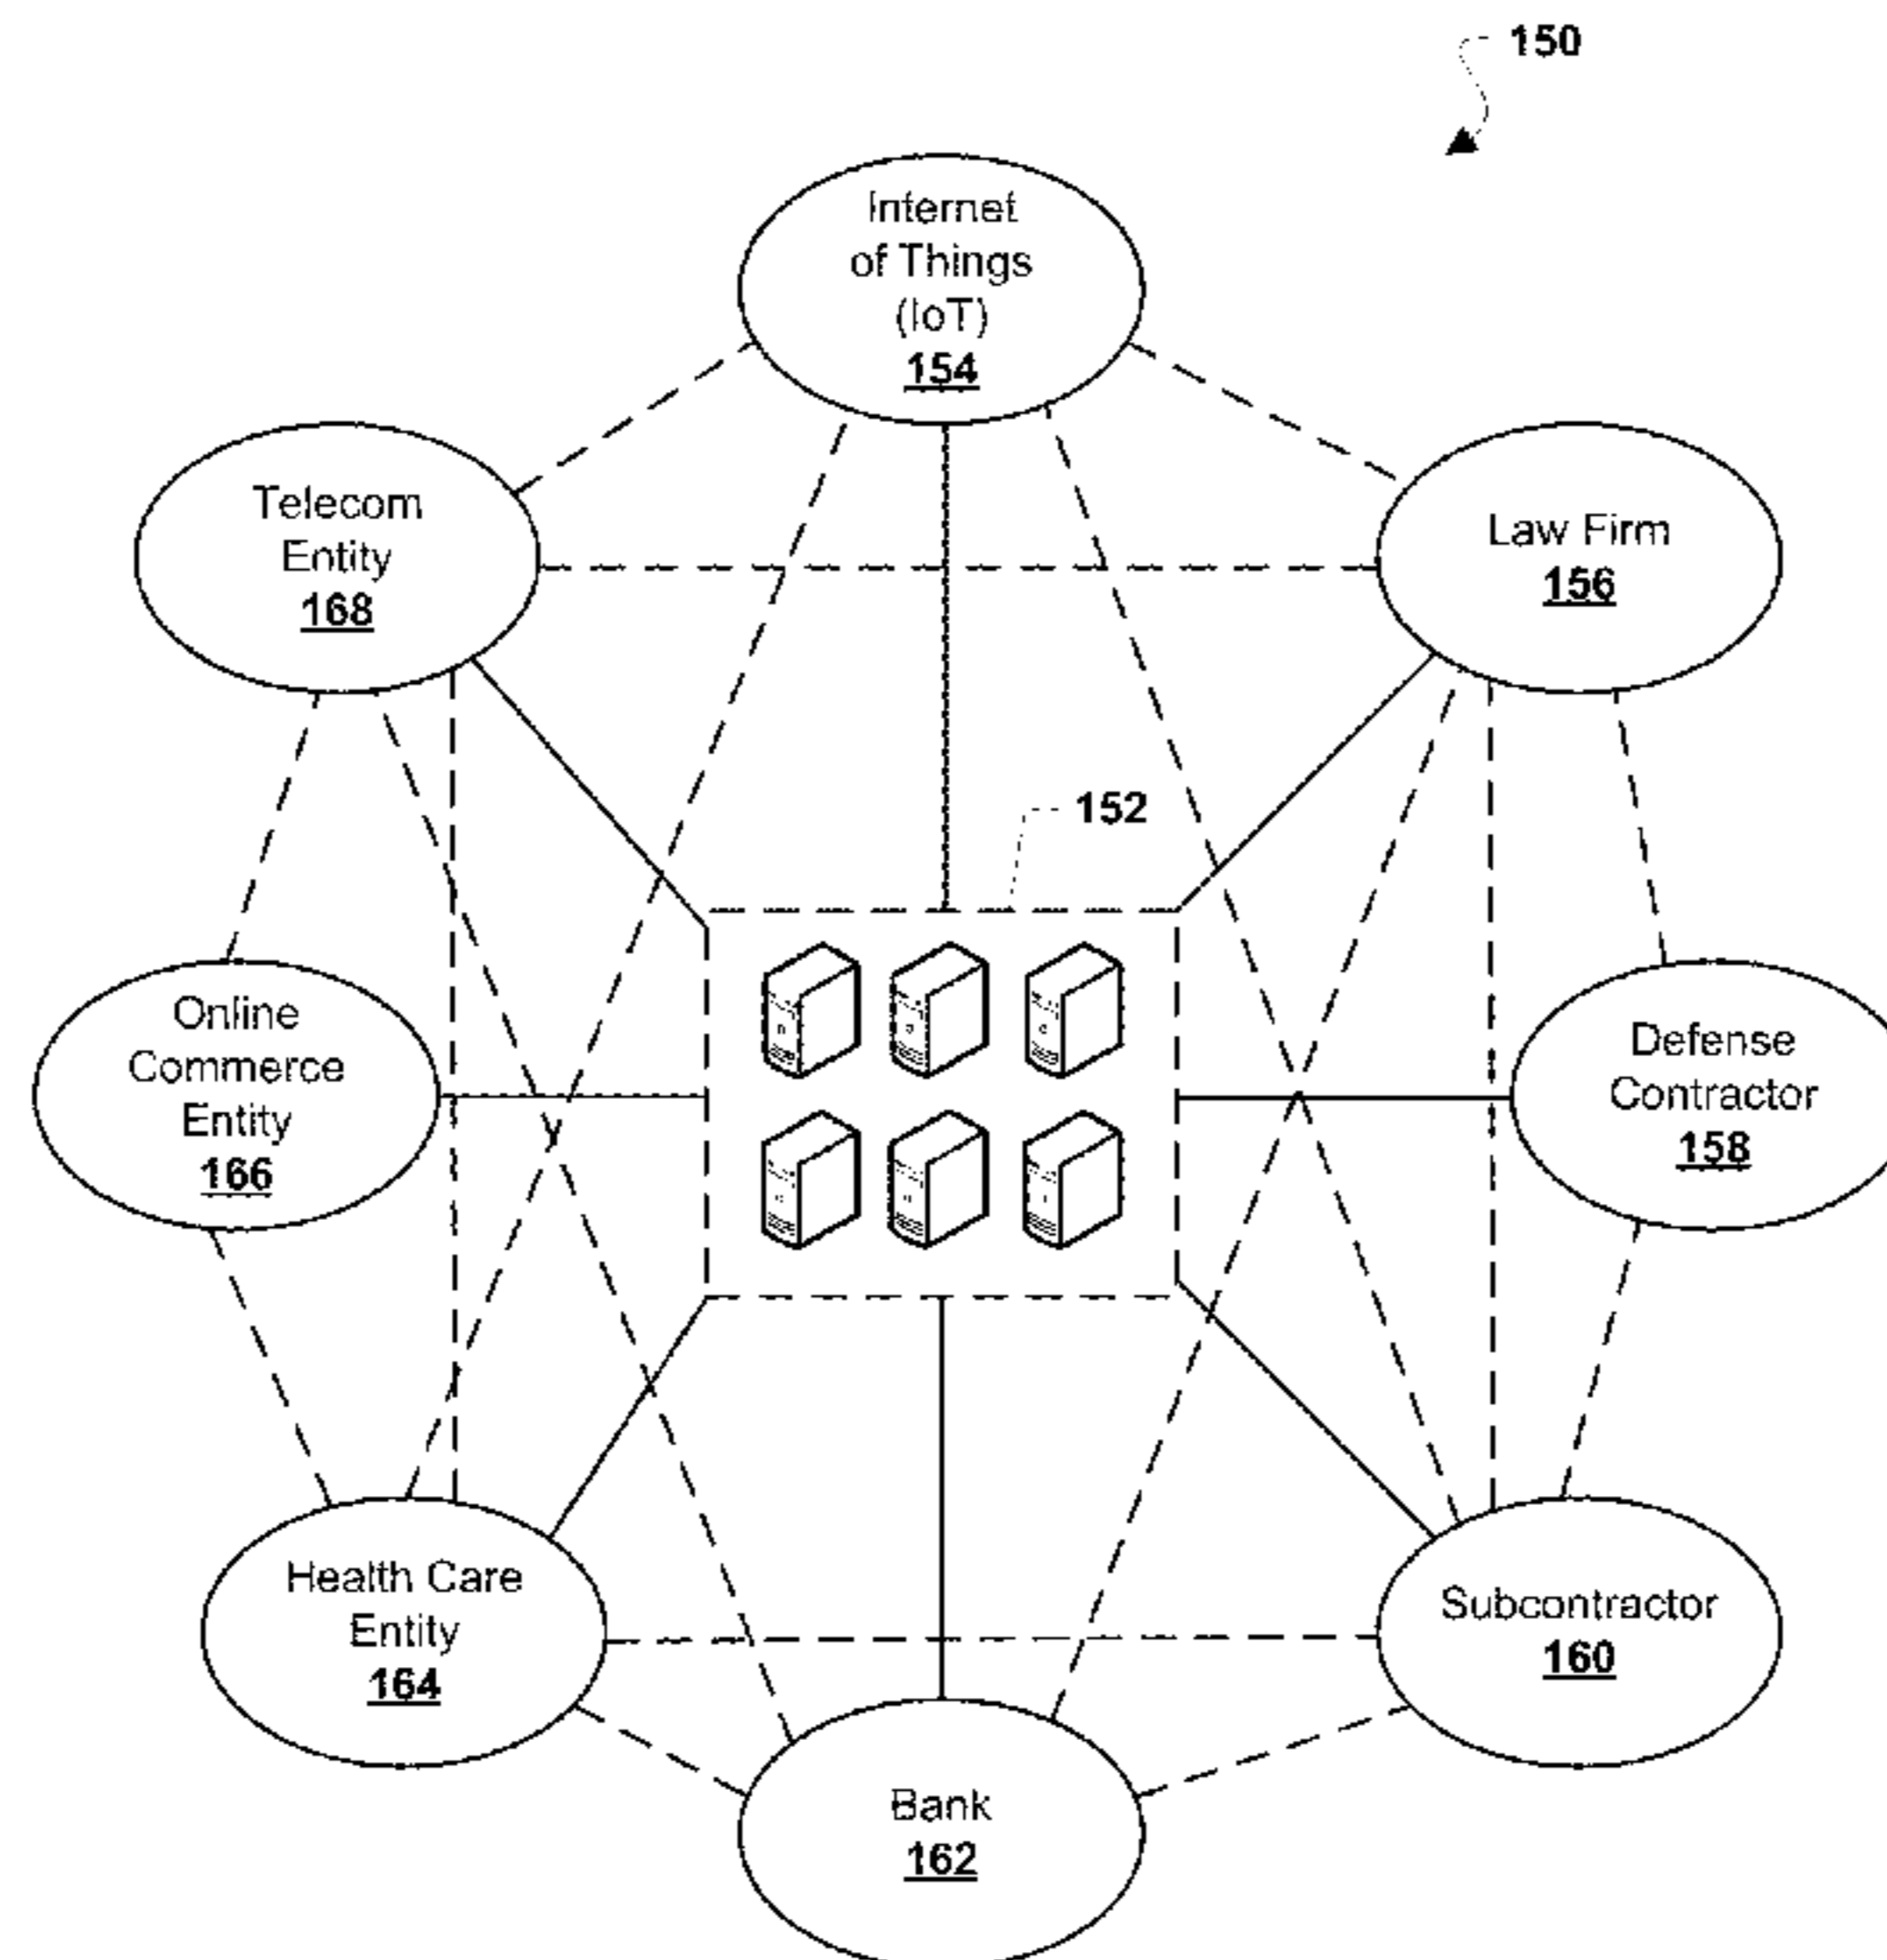 150
Internet
of Things
(IoT)
154
Telecom
Entity
168
Law Firm
156
152
Online
Commerce
Entity
166
Defense
Contractor
158
Health Care
Entity
164
Subcontractor
160
Bank
162